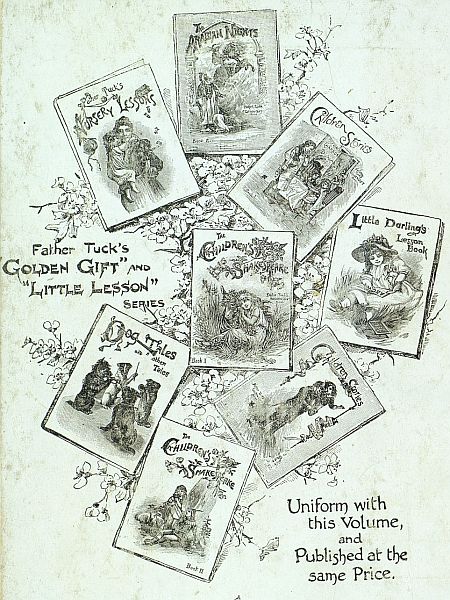 The
Arabian Nights
Father Tuck's
Nursery Lessons
Children Stories
Little Darling's
Lesson
Book
Father Tuck's
"Golden Gift" and
"Little Lesson"
Series
The
Children's
Shakespeare
Book I
Dog Tales
and
other
Tales
Children Stories
The
Children's
Shakespeare
Book II
Uniform with
this Volume,
and
Published at the
same Price.